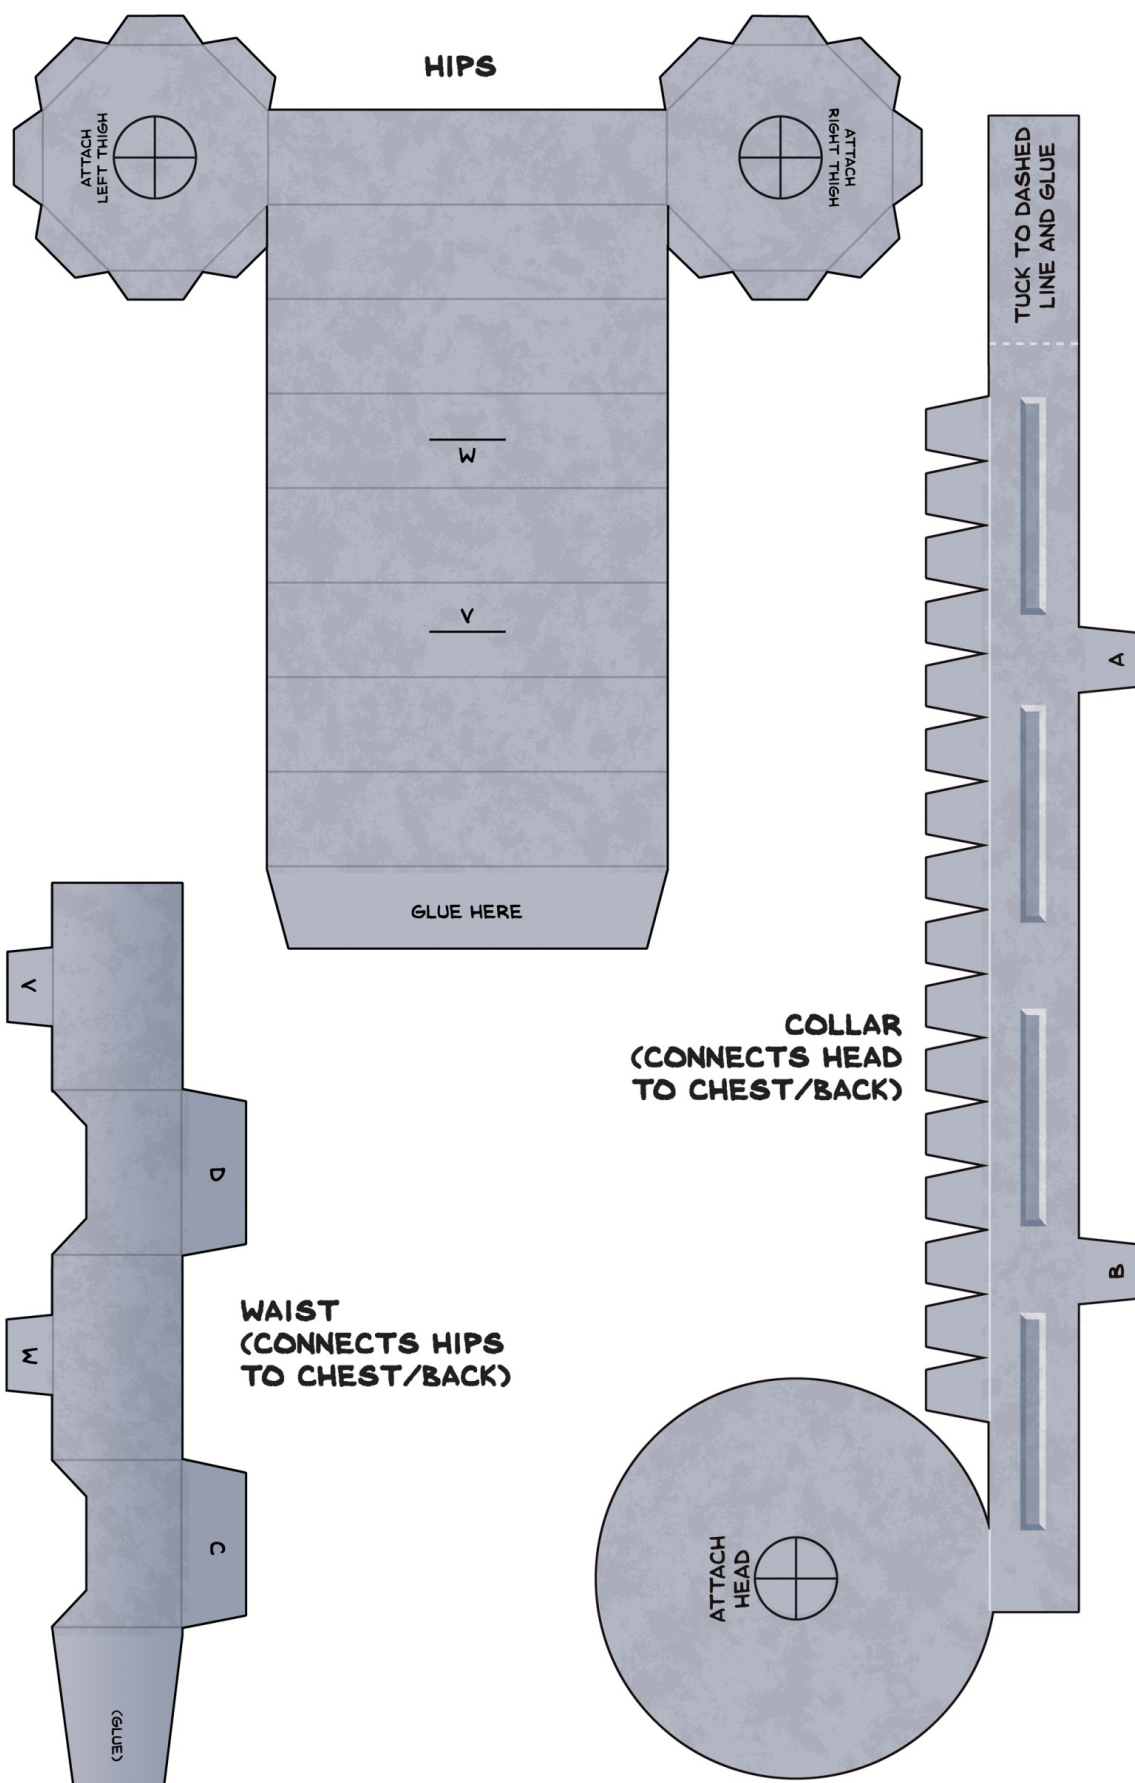 HIPS
ATTACH
LEFT THIGH
ATTACH
RIGHT THIGH
TUCK TO DASHED
LINE AND GLUE
W
V
A
GLUE HERE
V
COLLAR
(CONNECTS HEAD
TO CHEST/BACK)
D
B
WAIST
(CONNECTS HIPS
TO CHEST/BACK)
W
C
ATTACH
HEAD
(GLUE)